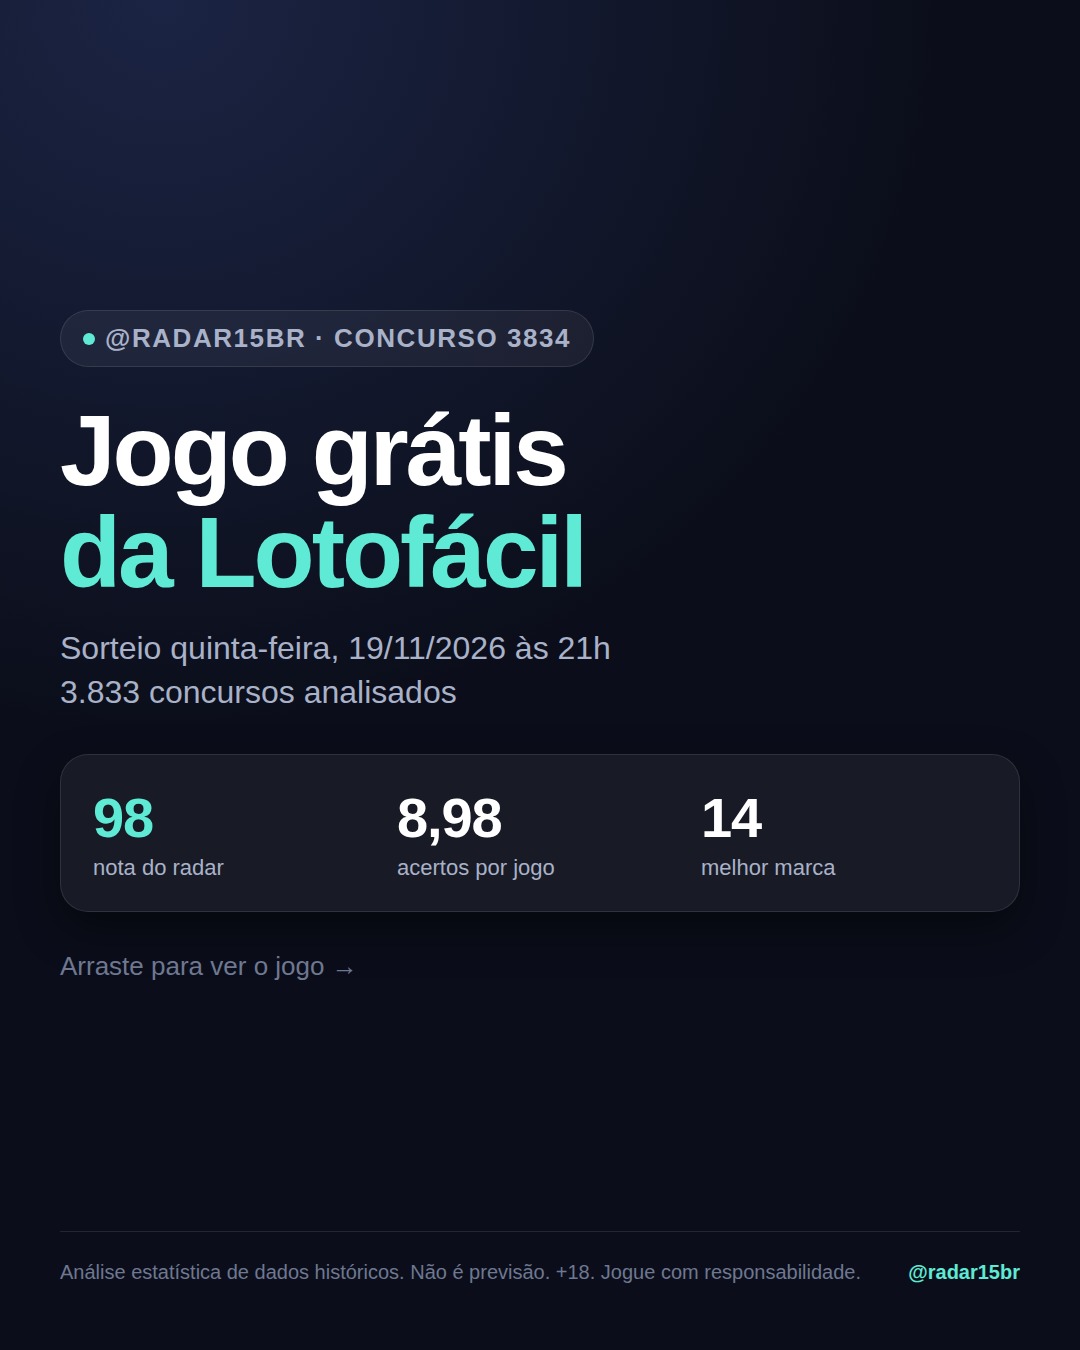 @RADAR15BR · CONCURSO 3834
Jogo grátis
da Lotofácil
Sorteio quinta-feira, 19/11/2026 às 21h
3.833 concursos analisados
98
nota do radar
8,98
acertos por jogo
14
melhor marca
Arraste para ver o jogo →
Análise estatística de dados históricos. Não é previsão. +18. Jogue com responsabilidade.
@radar15br